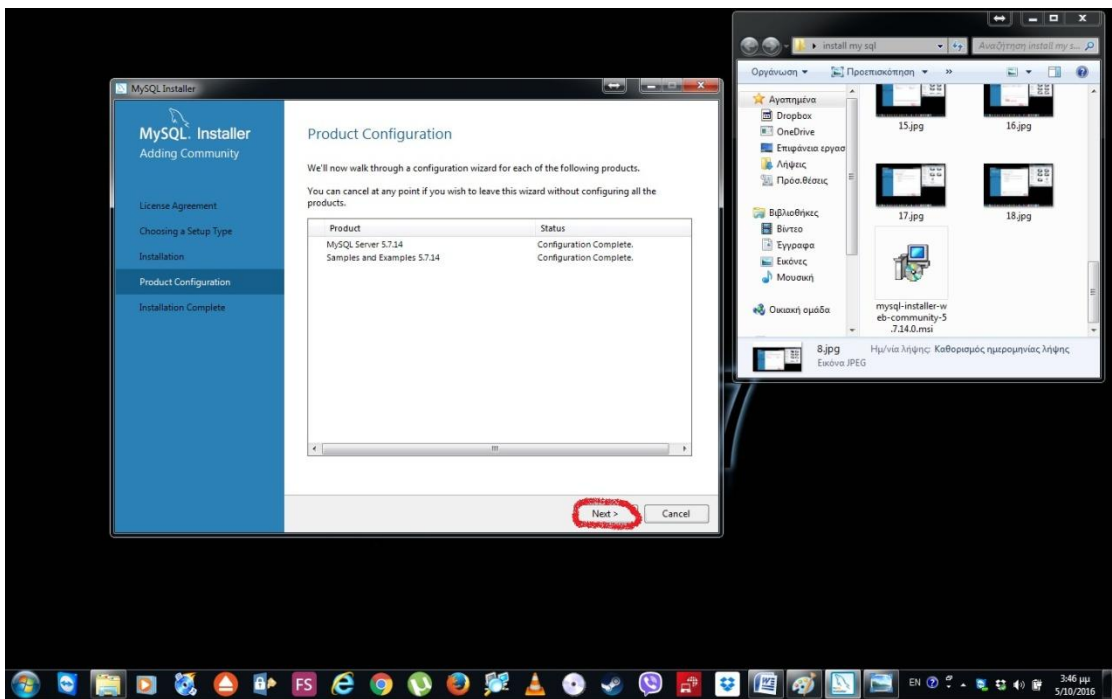 MySQL Installer
MySQL. Installer
Adding Community
License Agreement
Choosing a Setup Type
Installation
Product Configuration
Installation Complete
Product Configuration
We'll now walk through a configuration wizard for each of the following products.
You can cancel at any point if you wish to leave this wizard without configuring all the
products.
Product Status
MySQL Server 5.7.14 Configuration Complete.
Samples and Examples 5.7.14 Configuration Complete.
Next > Cancel
install my sql
Αναζήτηση install my s...
Οργάνωση Προεπισκόπηση »
Αγαπημένα
Dropbox
OneDrive
Επιφάνεια εργασ
Λήψεις
Πρόσ.θέσεις
Βιβλιοθήκες
Βίντεο
Έγγραφα
Εικόνες
Μουσική
Οικιακή ομάδα
15.jpg 16.jpg
17.jpg 18.jpg
mysql-installer-w
eb-community-5
.7.14.0.msi
8.jpg Ημ/νία λήψης: Καθορισμός ημερομηνίας λήψης
Εικόνα JPEG
FS
EN
3:46 μμ
5/10/2016